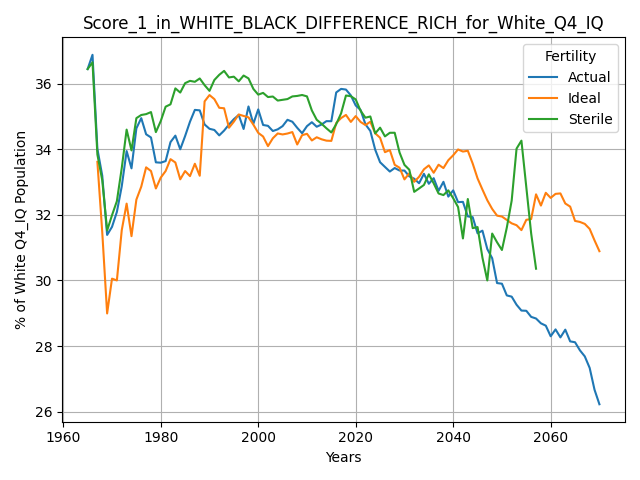 Score_1_in_WHITE_BLACK_DIFFERENCE_RICH_for_White_Q4_IQ
Fertility
Actual
Ideal
Sterile
% of White Q4_IQ Population
36
34
32
30
28
26
1960
1980
2000
2020
2040
2060
Years